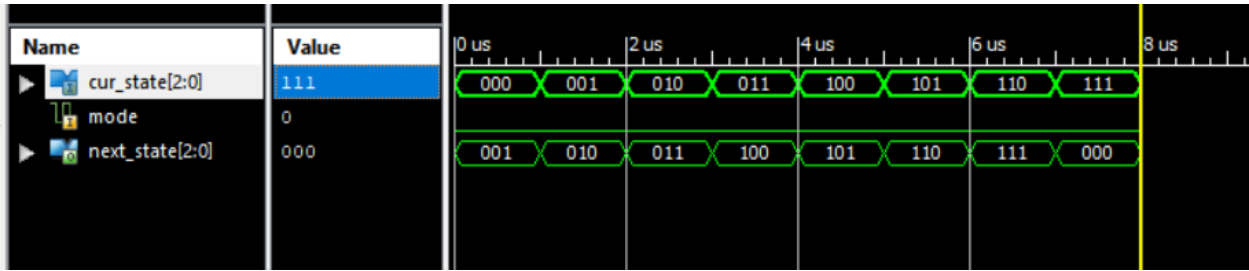 Name Value 0 us 2 us 4 us 6 us 8 us
cur_state[2:0] 111 000 001 010 011 100 101 110 111
mode 0
next_state[2:0] 000 001 010 011 100 101 110 111 000